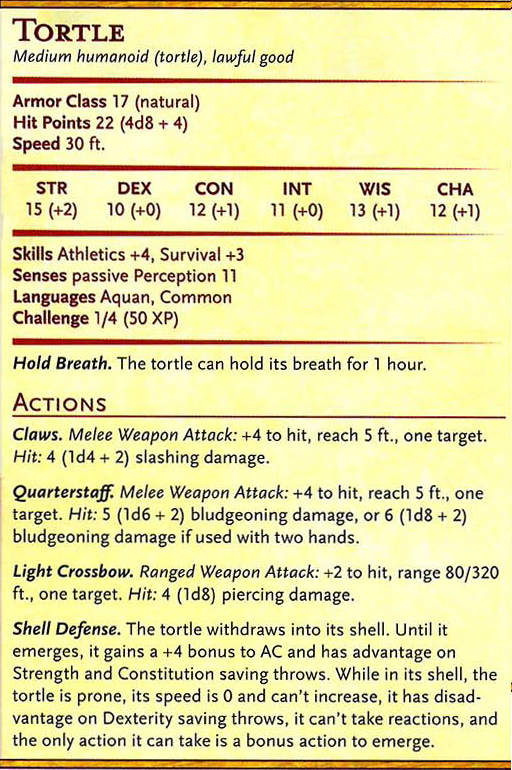 TORTLE
Medium humanoid (tortle), lawful good
Armor Class 17 (natural)
Hit Points 22 (4d8 + 4)
Speed 30 ft.
STR DEX CON INT WIS CHA
15 (+2) 10 (+0) 12 (+1) 11 (+0) 13 (+1) 12 (+1)
Skills Athletics +4, Survival +3
Senses passive Perception 11
Languages Aquan, Common
Challenge 1/4 (50 XP)
Hold Breath. The tortle can hold its breath for 1 hour.
ACTIONS
Claws. Melee Weapon Attack: +4 to hit, reach 5 ft., one target.
Hit: 4 (1d4 + 2) slashing damage.
Quarterstaff. Melee Weapon Attack: +4 to hit, reach 5 ft., one
target. Hit: 5 (1d6 + 2) bludgeoning damage, or 6 (1d8 + 2)
bludgeoning damage if used with two hands.
Light Crossbow. Ranged Weapon Attack: +2 to hit, range 80/320
ft., one target. Hit: 4 (1d8) piercing damage.
Shell Defense. The tortle withdraws into its shell. Until it
emerges, it gains a +4 bonus to AC and has advantage on
Strength and Constitution saving throws. While in its shell, the
tortle is prone, its speed is 0 and can't increase, it has disad-
vantage on Dexterity saving throws, it can't take reactions, and
the only action it can take is a bonus action to emerge.